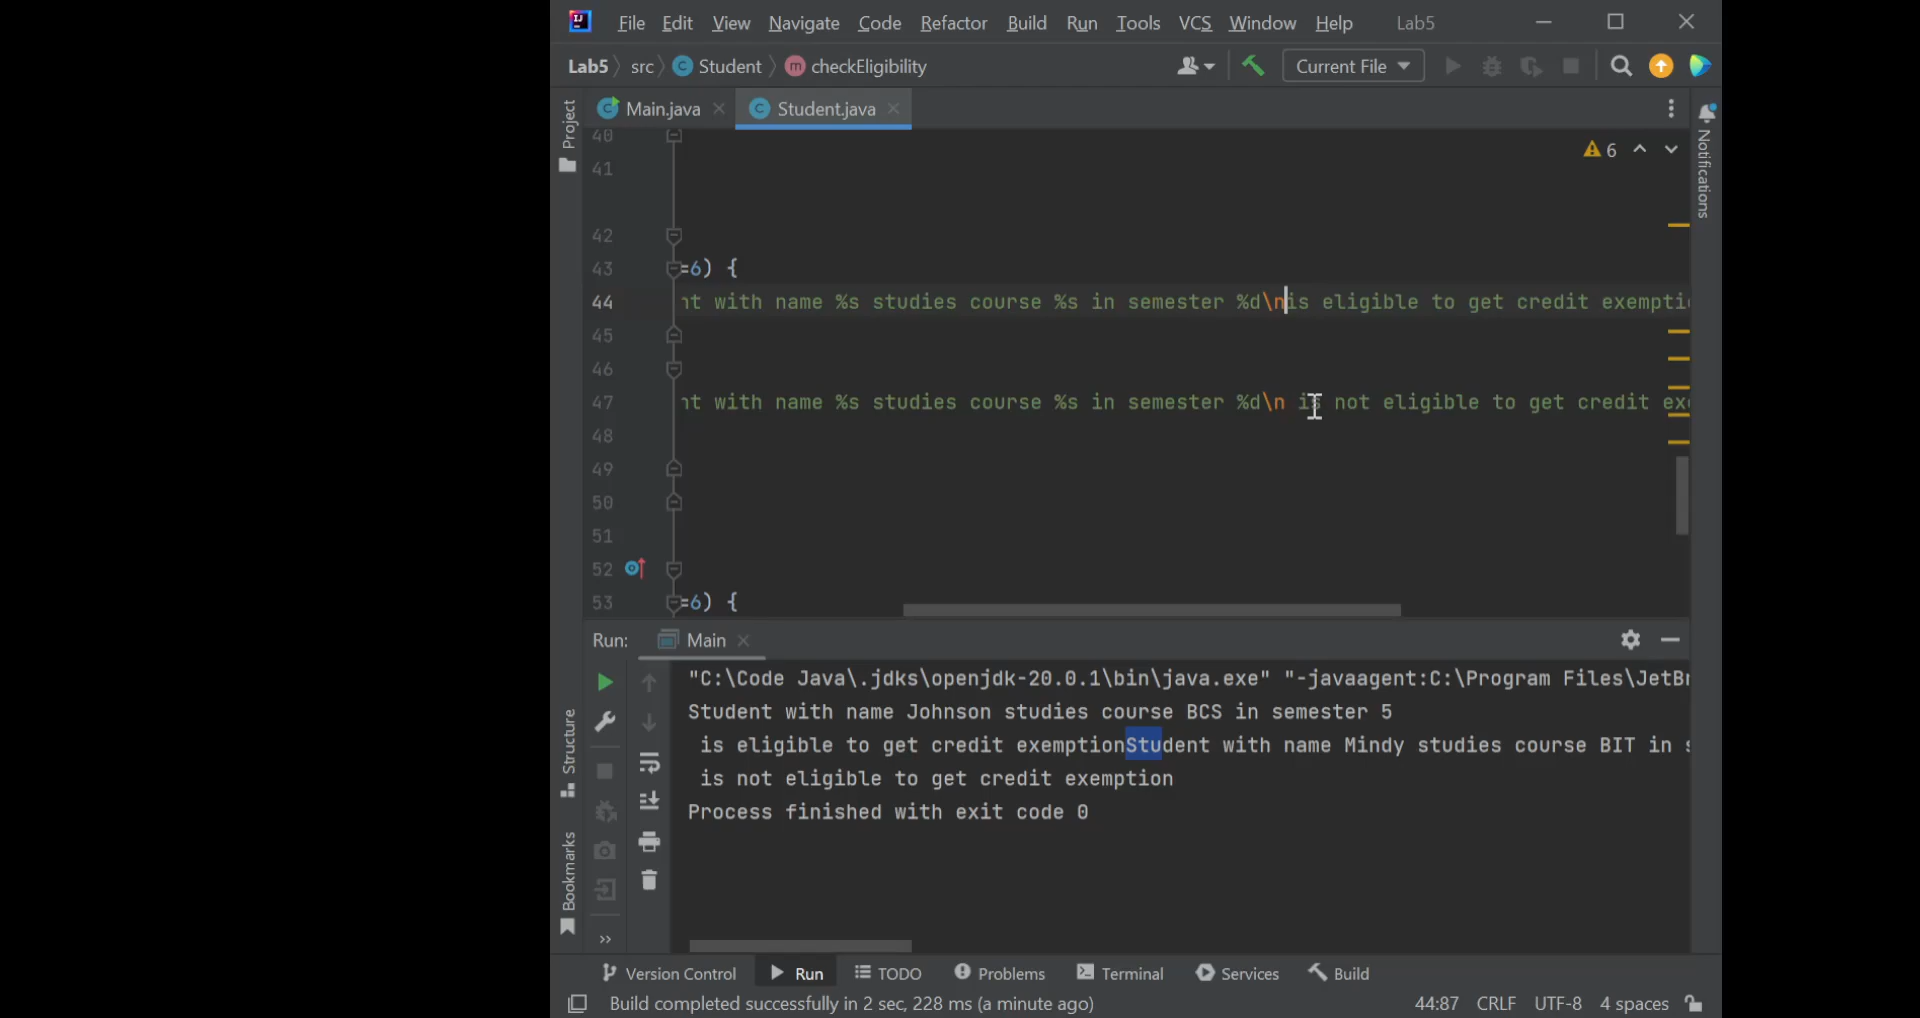 File Edit View Navigate Code Refactor Build Run Tools VCS Window Help Lab5
Lab5 src Student checkEligibility Current File
Main.java Student.java
Project
Notifications
40
6
41
42
43 =6) {
44 nt with name %s studies course %s in semester %d\nis eligible to get credit exempti
45
46
47 nt with name %s studies course %s in semester %d\n is not eligible to get credit ex
48
49
50
51
52
53 =6) {
Run: Main
"C:\Code Java\.jdks\openjdk-20.0.1\bin\java.exe" "-javaagent:C:\Program Files\JetBr
Student with name Johnson studies course BCS in semester 5
is eligible to get credit exemptionStudent with name Mindy studies course BIT in s
is not eligible to get credit exemption
Process finished with exit code 0
Structure
Bookmarks
Version Control Run TODO Problems Terminal Services Build
Build completed successfully in 2 sec, 228 ms (a minute ago) 44:87 CRLF UTF-8 4 spaces